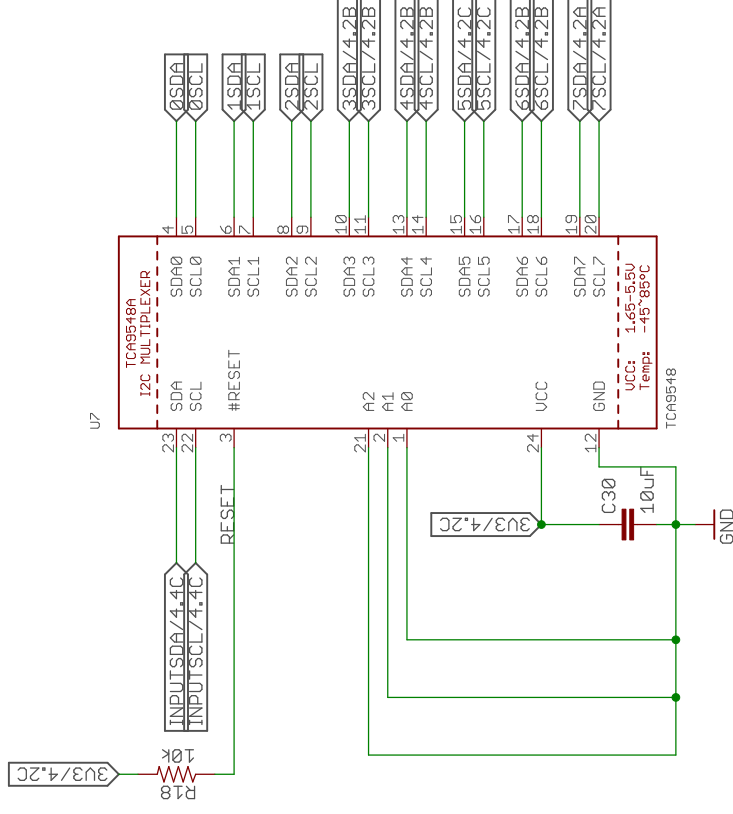 0SDA
0SCL
1SDA
1SCL
2SDA
2SCL
3SDA/4.2B
3SCL/4.2B
4SDA/4.2B
4SCL/4.2B
5SDA/4.2C
5SCL/4.2C
6SDA/4.2B
6SCL/4.2B
7SDA/4.2A
7SCL/4.2A
4
5
6
7
8
9
10
11
13
14
15
16
17
18
19
20
SDA0
SCL0
SDA1
SCL1
SDA2
SCL2
SDA3
SCL3
SDA4
SCL4
SDA5
SCL5
SDA6
SCL6
SDA7
SCL7
TCA9548A
I2C MULTIPLEXER
VCC: 1.65-5.5V
Temp: -45~85°C
U7
TCA9548
SDA
SCL
#RESET
A2
A1
A0
VCC
GND
23
22
3
21
2
1
24
12
RESET
3V3/4.2C
C30
10uF
GND
INPUTSDA/4.4C
INPUTSCL/4.4C
3V3/4.2C
10k
R18